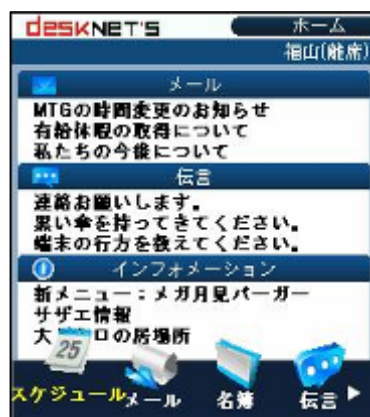 desknet's
ホーム
福山(離席)
メール
MTGの時間変更のお知らせ
有給休暇の取得について
私たちの今後について
伝言
連絡お願いします。
黒い傘を持ってきてください。
端末の行方を教えてください。
インフォメーション
新メニュー：メガ月見バーガー
サザエ情報
大 ロの居場所
25
スケジュール
メール
名簿
伝言